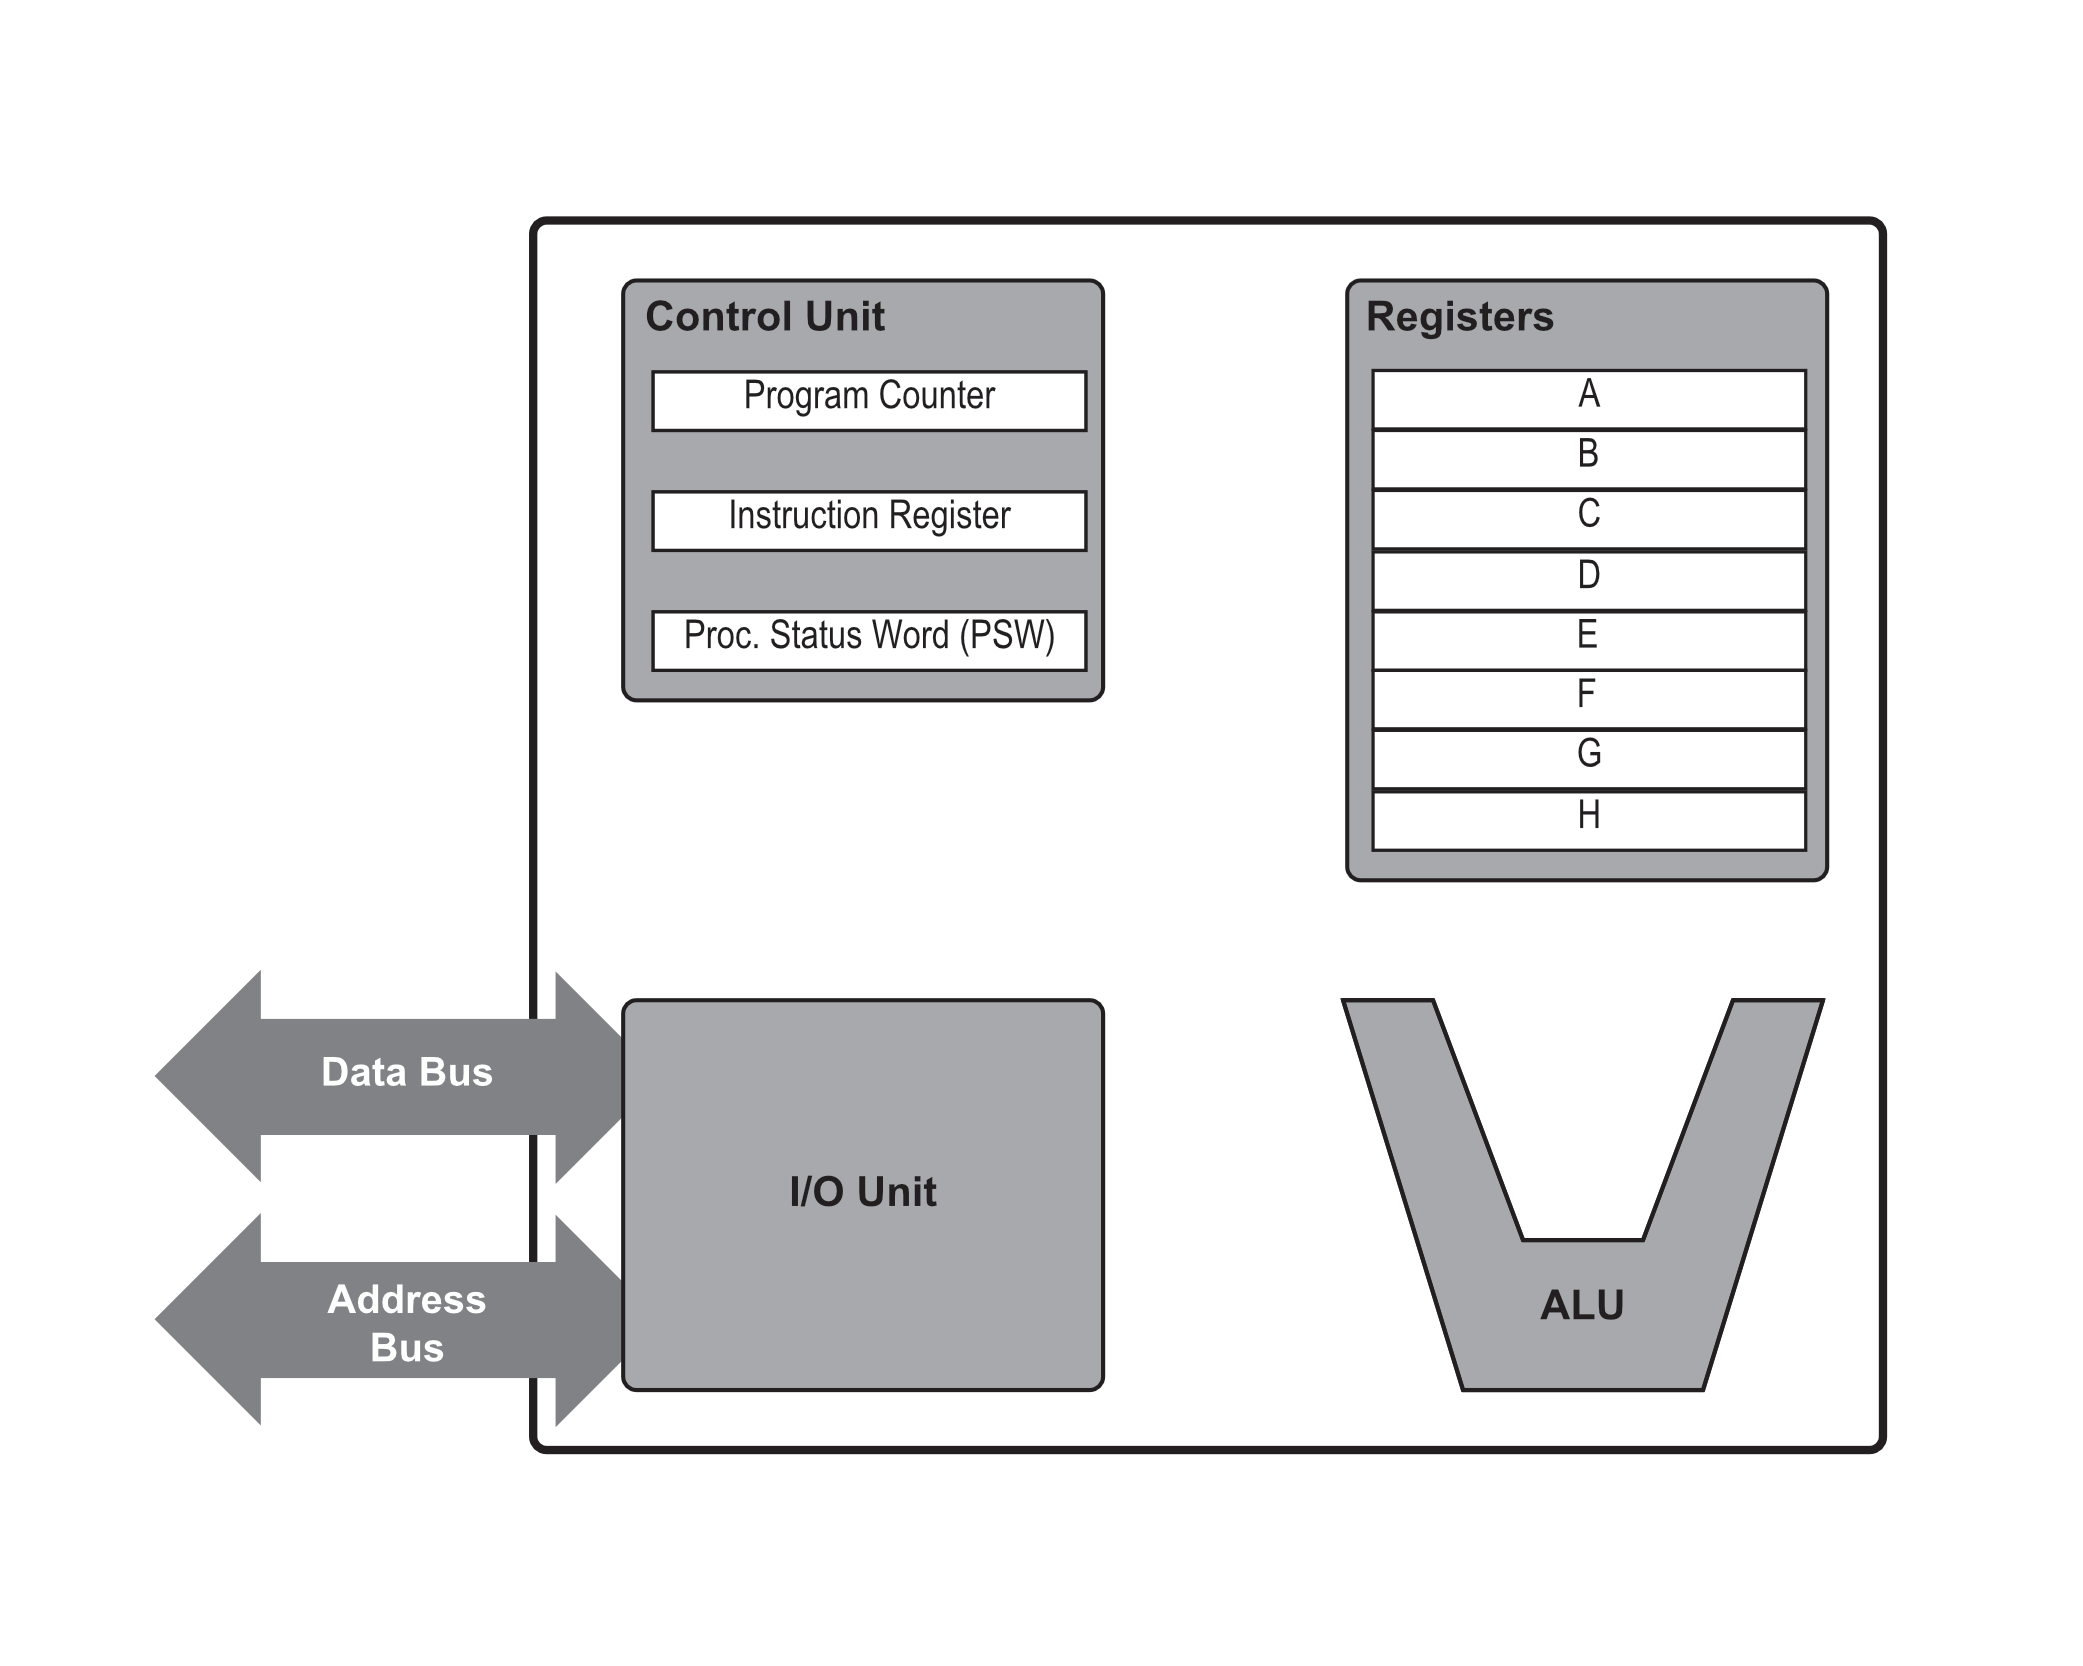 Control Unit
Program Counter
Instruction Register
Proc. Status Word (PSW)
Registers
A
B
C
D
E
F
G
H
Data Bus
Address
Bus
I/O Unit
ALU